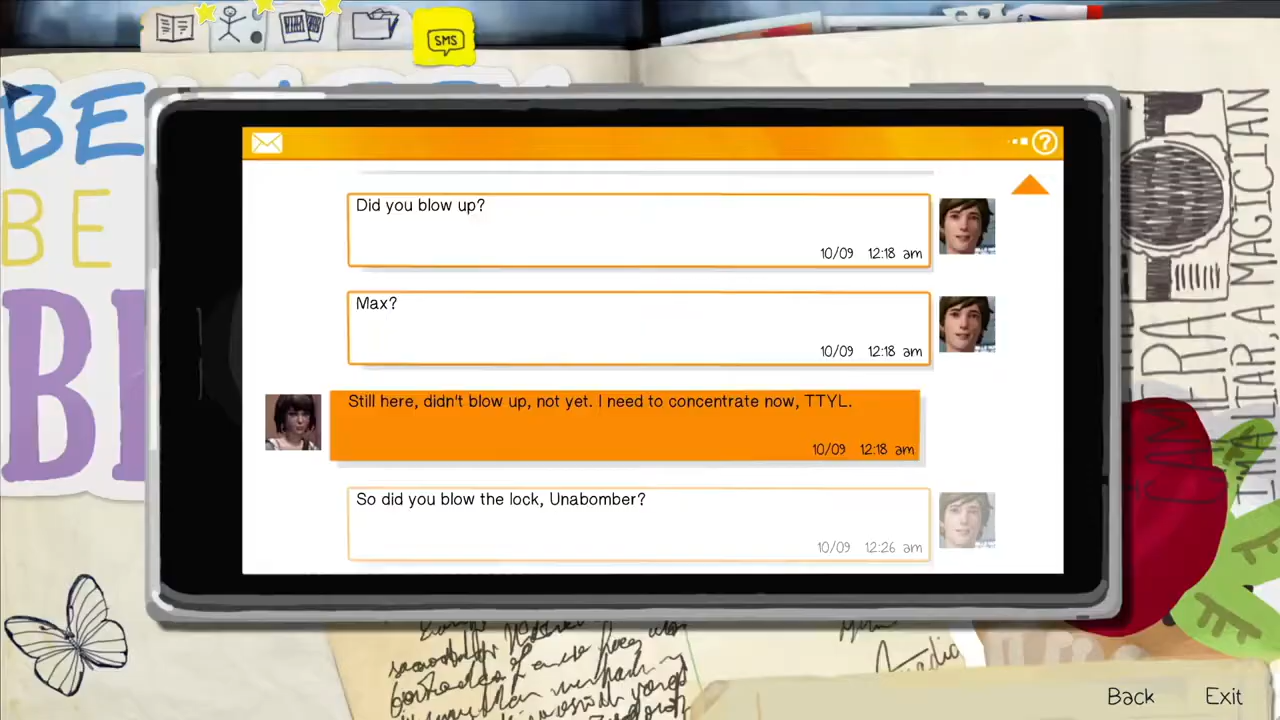 SMS
BE
BE
Did you blow up?
10/09 12:18 am
Max?
10/09 12:18 am
Still here, didn't blow up, not yet. I need to concentrate now, TTYL.
10/09 12:18 am
So did you blow the lock, Unabomber?
10/09 12:26 am
LIAR, A MAGICIAN
Back
Exit